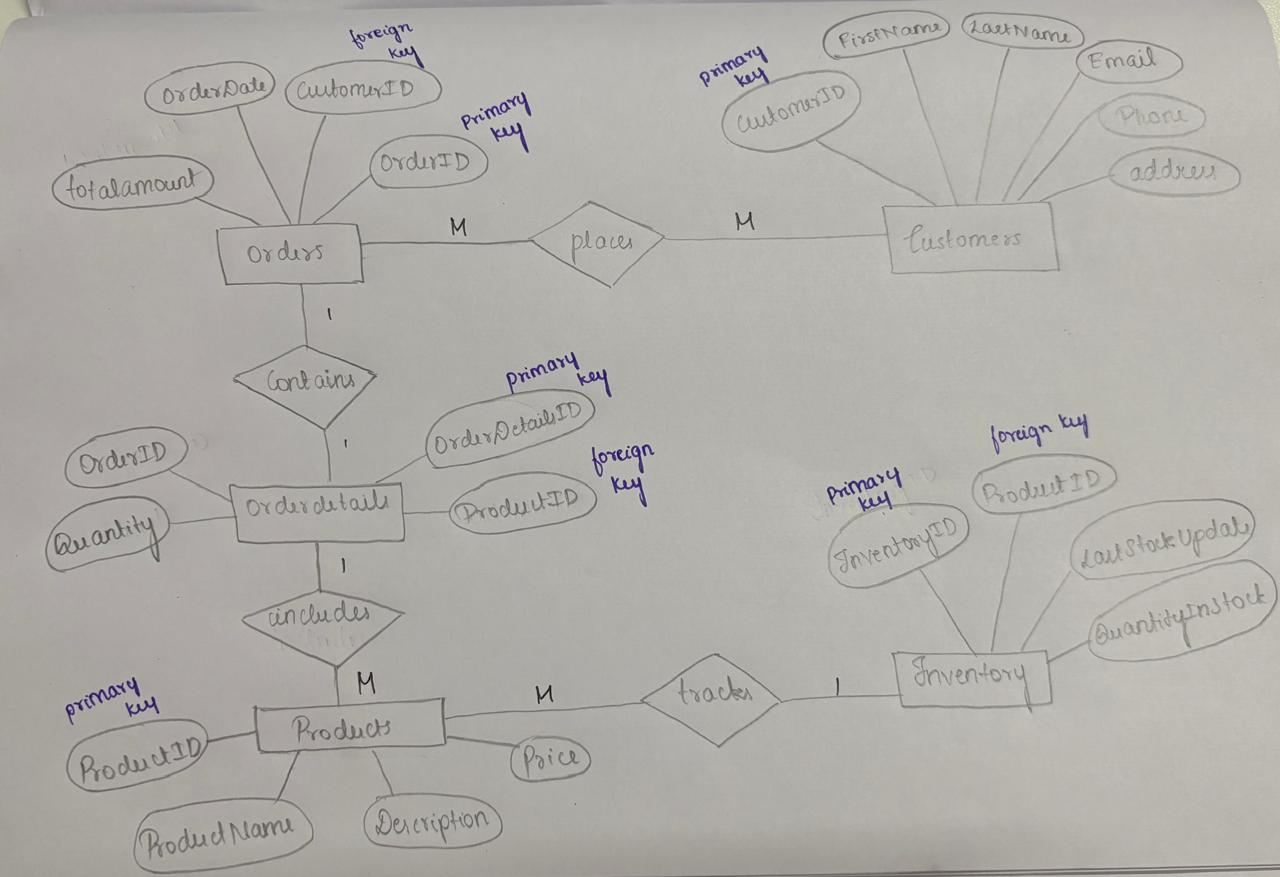 foreign
key
OrderDate
CustomerID
Primary
key
OrderID
totalamount
Orders
M
places
M
primary
key
CustomerID
FirstName
LastName
Email
Phone
address
Customers
1
Contains
1
primary
key
OrderDetailsID
OrderID
foreign
key
ProductID
Quantity
Orderdetails
1
includes
M
primary
key
ProductID
Products
ProductName
Description
Price
M
tracks
1
primary
key
InventoryID
foreign key
ProductID
LastStockUpdate
QuantityInStock
Inventory